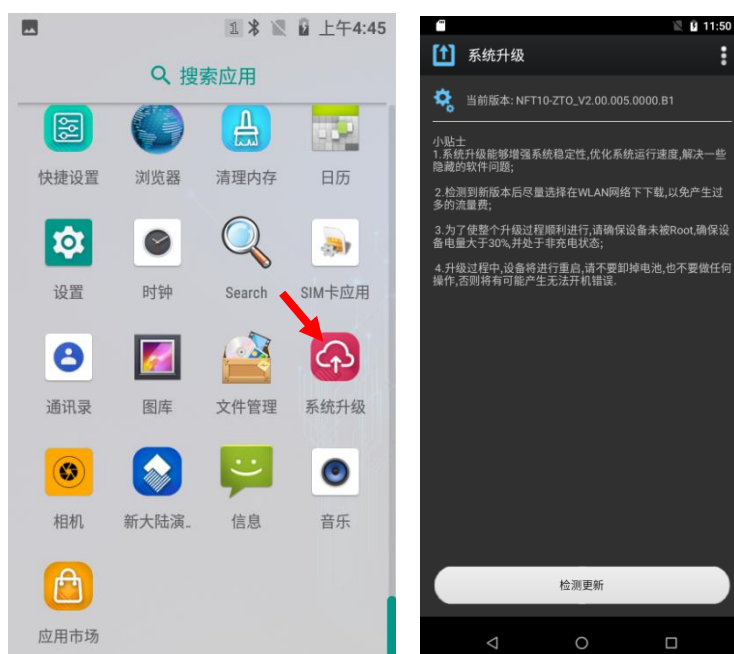 1 上午4:45
搜索应用
快捷设置 浏览器 清理内存 日历
设置 时钟 Search SIM卡应用
通讯录 图库 文件管理 系统升级
相机 新大陆演.. 信息 音乐
应用市场
11:50
系统升级
当前版本: NFT10-ZTO_V2.00.005.0000.B1
小贴士
1.系统升级能够增强系统稳定性,优化系统运行速度,解决一些
隐藏的软件问题;
2.检测到新版本后尽量选择在WLAN网络下下载,以免产生过
多的流量费;
3.为了使整个升级过程顺利进行,请确保设备未被Root,确保设
备电量大于30%,并处于非充电状态;
4.升级过程中,设备将进行重启,请不要卸掉电池,也不要做任何
操作,否则将有可能产生无法开机错误.
检测更新